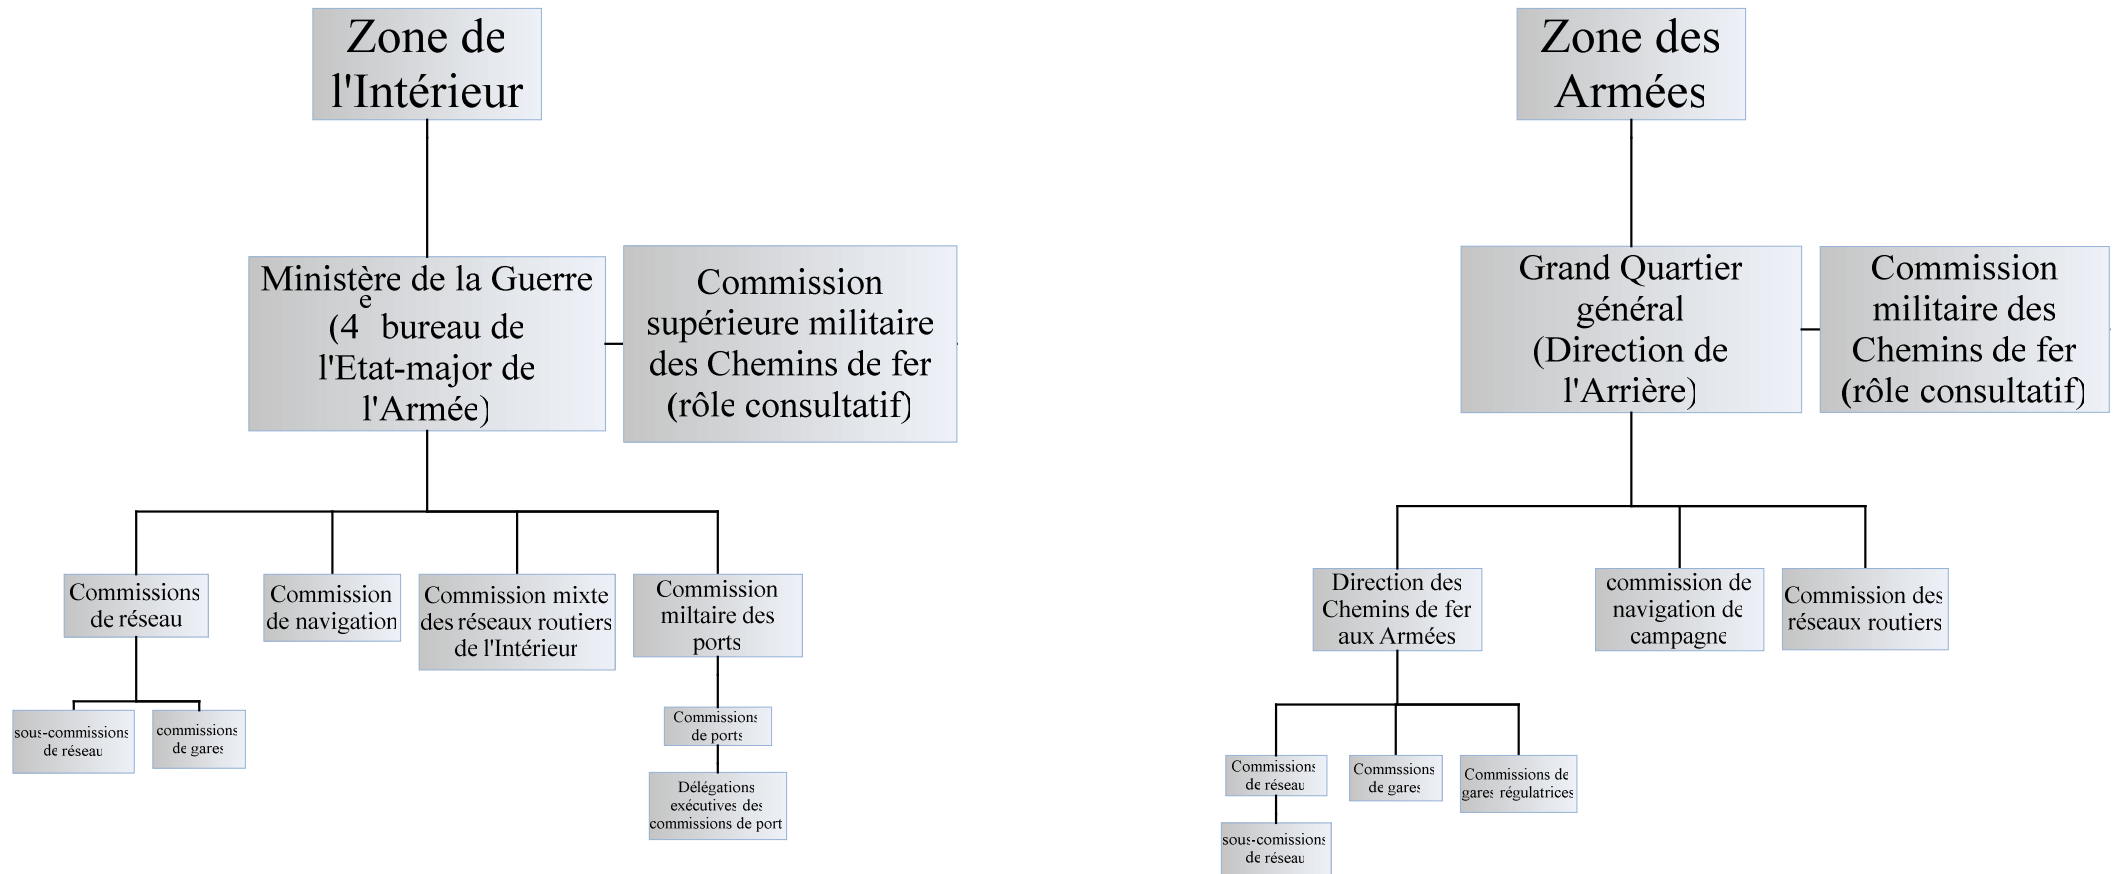 Zone de
l'Intérieur
Ministère de la Guerre
(4e bureau de
l'Etat-major de
l'Armée)
Commission
supérieure militaire
des Chemins de fer
(rôle consultatif)
Commissions
de réseau
Commission
de navigation
Commission mixte
des réseaux routiers
de l'Intérieur
Commission
miltaire des
ports
sous-commissions
de réseau
commissions
de gares
Commissions
de ports
Délégations
exécutives des
commissions de port
Zone des
Armées
Grand Quartier
général
(Direction de
l'Arrière)
Commission
militaire des
Chemins de fer
(rôle consultatif)
Direction des
Chemins de fer
aux Armées
commission de
navigation de
campagne
Commission des
réseaux routiers
Commissions
de réseau
Commssions
de gares
Commissions de
gares régulatrices
sous-comissions
de réseau